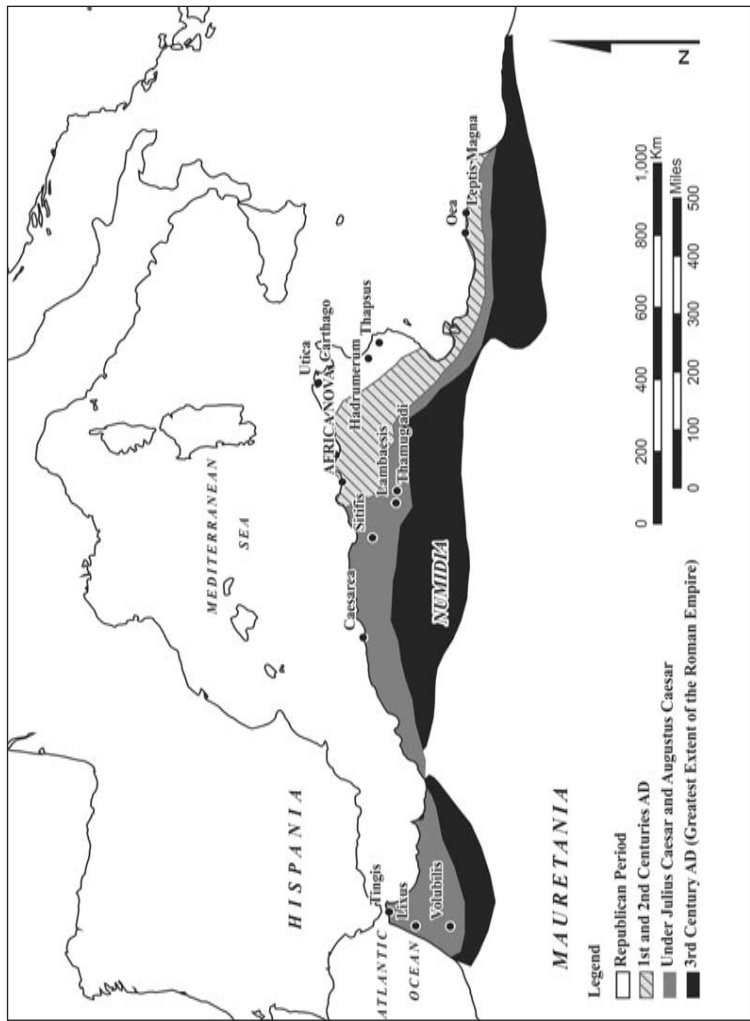 HISPANIA
MEDITERRANEAN
SEA
ATLANTIC
OCEAN
Tingis
Lixus
Volubilis
Caesarea
Sitifis
AFRICA NOVA
Utica
Carthago
Hadrumerum
Thapsus
Lambaesis
Thamugadi
NUMIDIA
Oea
Leptis Magna
MAURETANIA
Legend
Republican Period
1st and 2nd Centuries AD
Under Julius Caesar and Augustus Caesar
3rd Century AD (Greatest Extent of the Roman Empire)
0 200 400 600 800 1,000
Km
0 100 200 300 400 500
Miles
N